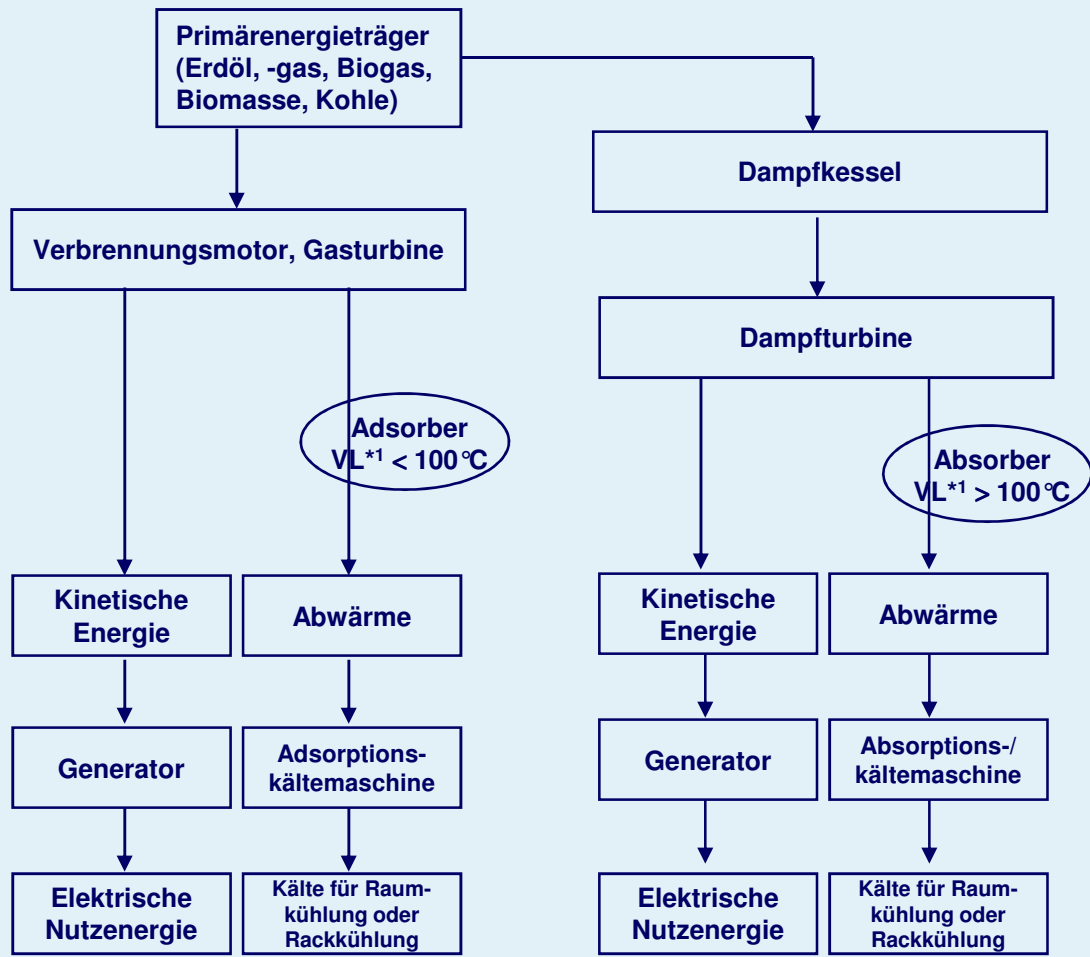 Primärenergieträger
(Erdöl, -gas, Biogas,
Biomasse, Kohle)
Dampfkessel
Verbrennungsmotor, Gasturbine
Dampfturbine
Adsorber
VL*1 < 100°C
Absorber
VL*1 > 100°C
Kinetische
Energie
Abwärme
Kinetische
Energie
Abwärme
Generator
Adsorptions-
kältemaschine
Generator
Absorptions-/
kältemaschine
Elektrische
Nutzenergie
Kälte für Raum-
kühlung oder
Rackkühlung
Elektrische
Nutzenergie
Kälte für Raum-
kühlung oder
Rackkühlung